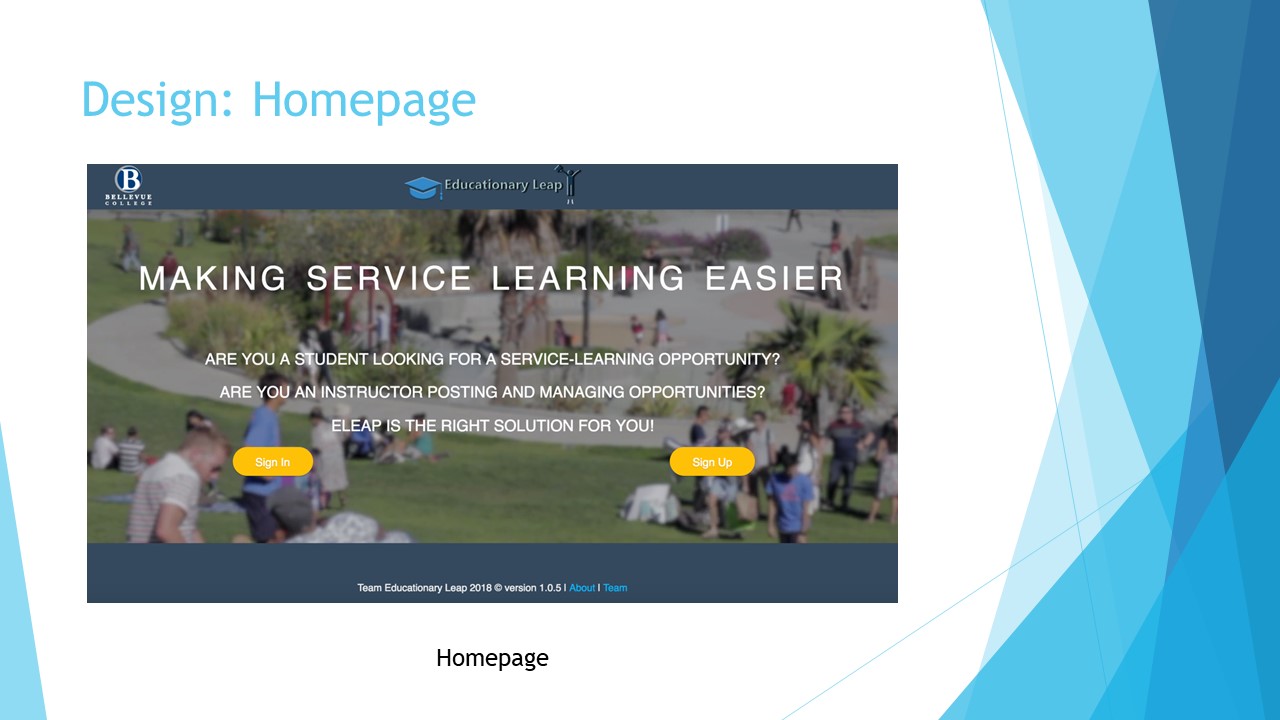 Design: Homepage
B
BELLEVUE
COLLEGE
Educationary Leap
MAKING SERVICE LEARNING EASIER
ARE YOU A STUDENT LOOKING FOR A SERVICE-LEARNING OPPORTUNITY?
ARE YOU AN INSTRUCTOR POSTING AND MANAGING OPPORTUNITIES?
ELEAP IS THE RIGHT SOLUTION FOR YOU!
Sign In
Sign Up
Team Educationary Leap 2018 © version 1.0.5 | About | Team
Homepage